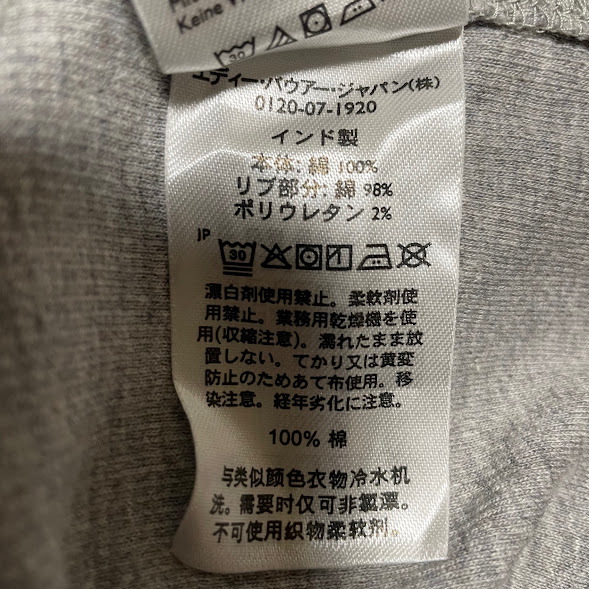 Keine
30
エディー・バウアー・ジャパン(株)
0120-07-1920
インド製
本体: 綿 100%
リブ部分: 綿 98%
ポリウレタン 2%
JP
30
漂白剤使用禁止。柔軟剤使
用禁止。業務用乾燥機を使
用(収縮注意)。濡れたまま放
置しない。てかり又は黄変
防止のためあて布使用。移
染注意。経年劣化に注意。
100% 棉
与类似颜色衣物冷水机
洗。需要时仅可非氯漂。
不可使用织物柔软剂。